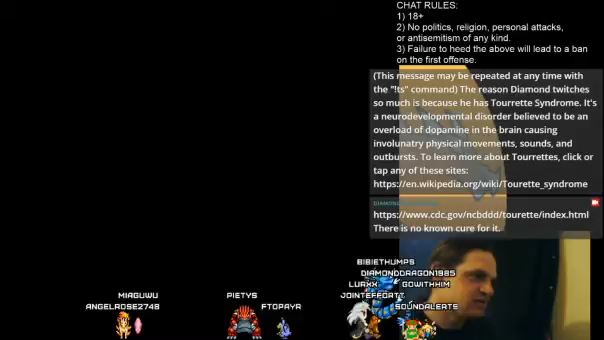 CHAT RULES:
1) 18+
2) No politics, religion, personal attacks,
or antisemitism of any kind.
3) Failure to heed the above will lead to a ban
on the first offense.
(This message may be repeated at any time with
the "!ts" command) The reason Diamond twitches
so much is because he has Tourrette Syndrome. It's
a neurodevelopmental disorder believed to be an
overload of dopamine in the brain causing
involunatry physical movements, sounds, and
outbursts. To learn more about Tourrettes, click or
tap any of these sites:
https://en.wikipedia.org/wiki/Tourette_syndrome
https://www.cdc.gov/ncbddd/tourette/index.html
There is no known cure for it.
BIBIETHUMPS
DIAMONDDRAGON1985
LURXX GOWITHHIM
MIAGUWU PIETYS JOINTEFFORTT
ANGELROSE2748 FTOPAYR SOUNDALERTS